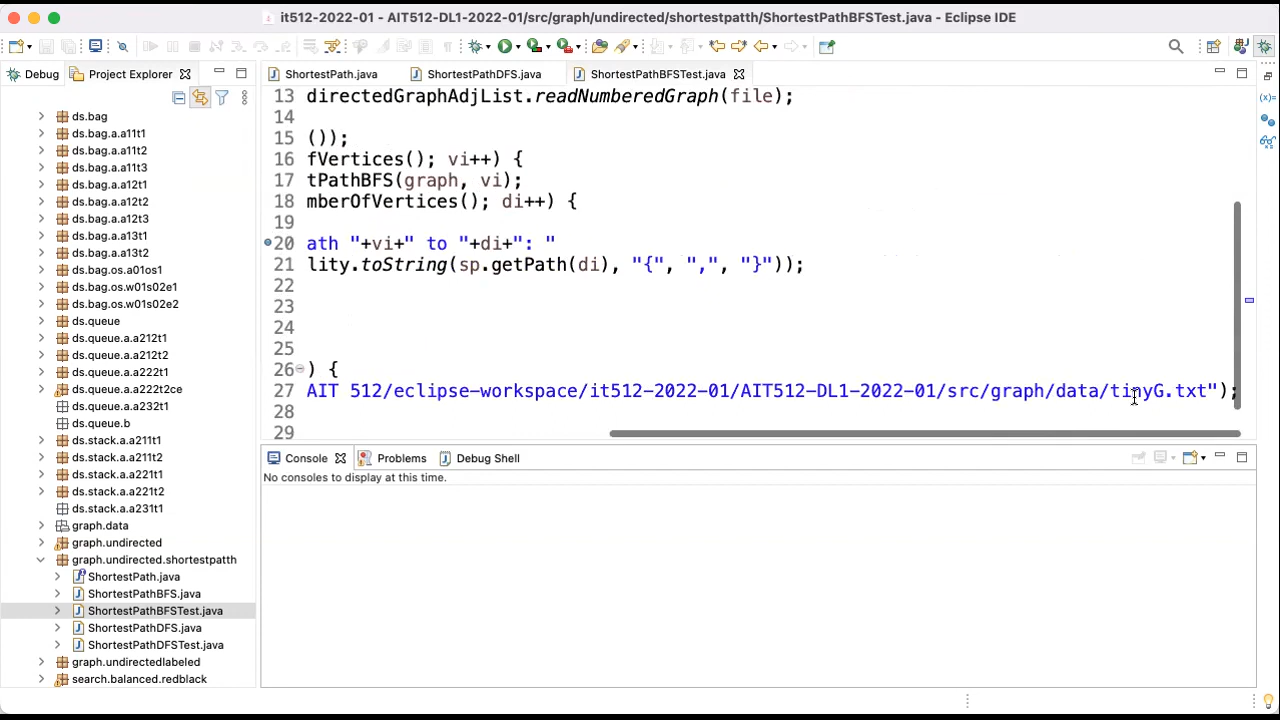 it512-2022-01 - AIT512-DL1-2022-01/src/graph/undirected/shortestpatth/ShortestPathBFSTest.java - Eclipse IDE
Debug
Project Explorer
ds.bag
ds.bag.a.a11t1
ds.bag.a.a11t2
ds.bag.a.a11t3
ds.bag.a.a12t1
ds.bag.a.a12t2
ds.bag.a.a12t3
ds.bag.a.a13t1
ds.bag.a.a13t2
ds.bag.os.a01os1
ds.bag.os.w01s02e1
ds.bag.os.w01s02e2
ds.queue
ds.queue.a.a212t1
ds.queue.a.a212t2
ds.queue.a.a222t1
ds.queue.a.a222t2ce
ds.queue.a.a232t1
ds.queue.b
ds.stack.a.a211t1
ds.stack.a.a211t2
ds.stack.a.a221t1
ds.stack.a.a221t2
ds.stack.a.a231t1
graph.data
graph.undirected
graph.undirected.shortestpatth
ShortestPath.java
ShortestPathBFS.java
ShortestPathBFSTest.java
ShortestPathDFS.java
ShortestPathDFSTest.java
graph.undirectedlabeled
search.balanced.redblack
ShortestPath.java
ShortestPathDFS.java
ShortestPathBFSTest.java
13 directedGraphAdjList.readNumberedGraph(file);
14
15 ());
16 fVertices(); vi++) {
17 tPathBFS(graph, vi);
18 mberOfVertices(); di++) {
19
20 ath "+vi+" to "+di+": "
21 lity.toString(sp.getPath(di), "{", ",", "}"));
22
23
24
25
26 ) {
27 AIT 512/eclipse-workspace/it512-2022-01/AIT512-DL1-2022-01/src/graph/data/tinyG.txt");
28
29
Console
Problems
Debug Shell
No consoles to display at this time.